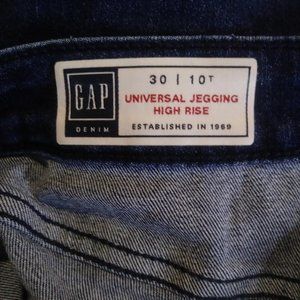 GAP
DENIM
30 | 10T
UNIVERSAL JEGGING
HIGH RISE
ESTABLISHED IN 1969